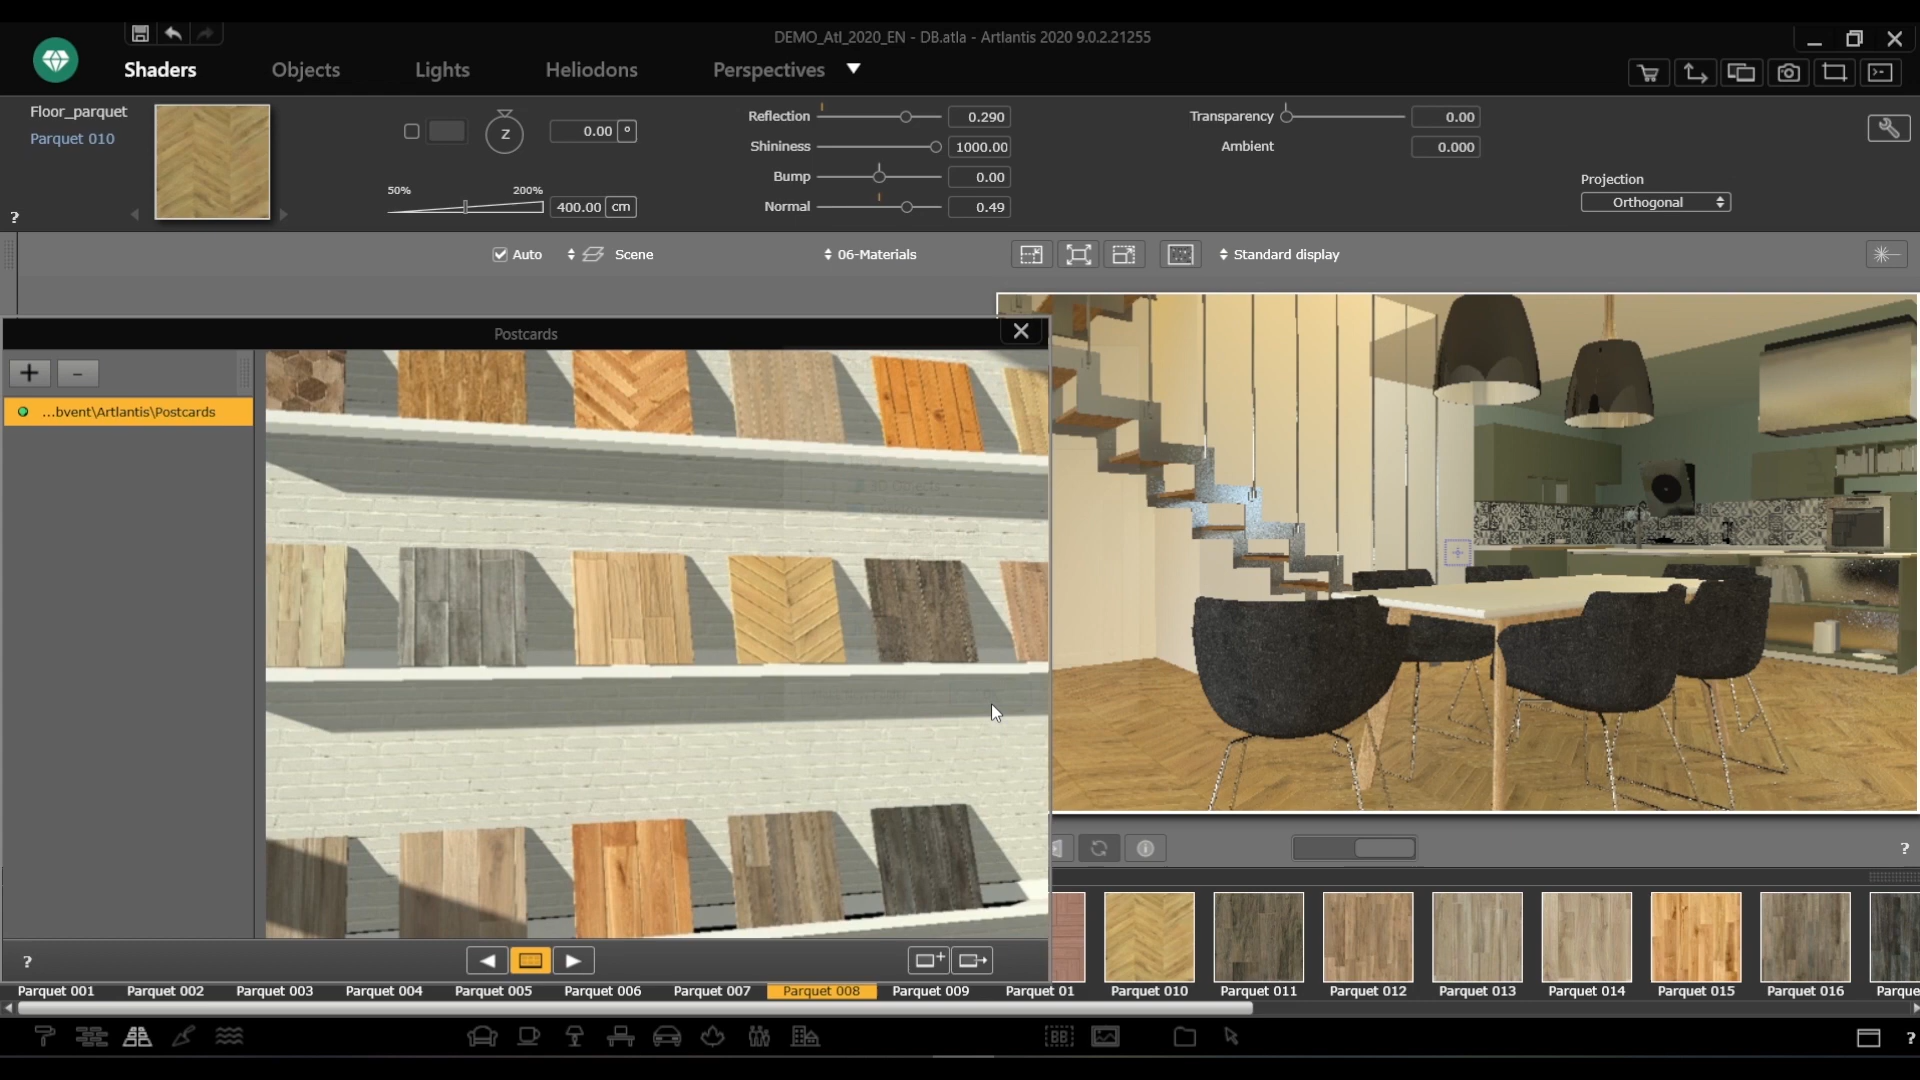 DEMO_Atl_2020_EN - DB.atla - Artlantis 2020 9.0.2.21255
Shaders
Objects
Lights
Heliodons
Perspectives
Floor_parquet
Parquet 010
?
Z
0.00 °
50%
200%
400.00 cm
Reflection 0.290
Shininess 1000.00
Bump 0.00
Normal 0.49
Transparency 0.00
Ambient 0.000
Projection
Orthogonal
Auto
Scene
06-Materials
Standard display
Postcards
...bvent\Artlantis\Postcards
?
?
Parquet 001
Parquet 002
Parquet 003
Parquet 004
Parquet 005
Parquet 006
Parquet 007
Parquet 008
Parquet 009
Parquet 01
Parquet 010
Parquet 011
Parquet 012
Parquet 013
Parquet 014
Parquet 015
Parquet 016
Parque
BB
?